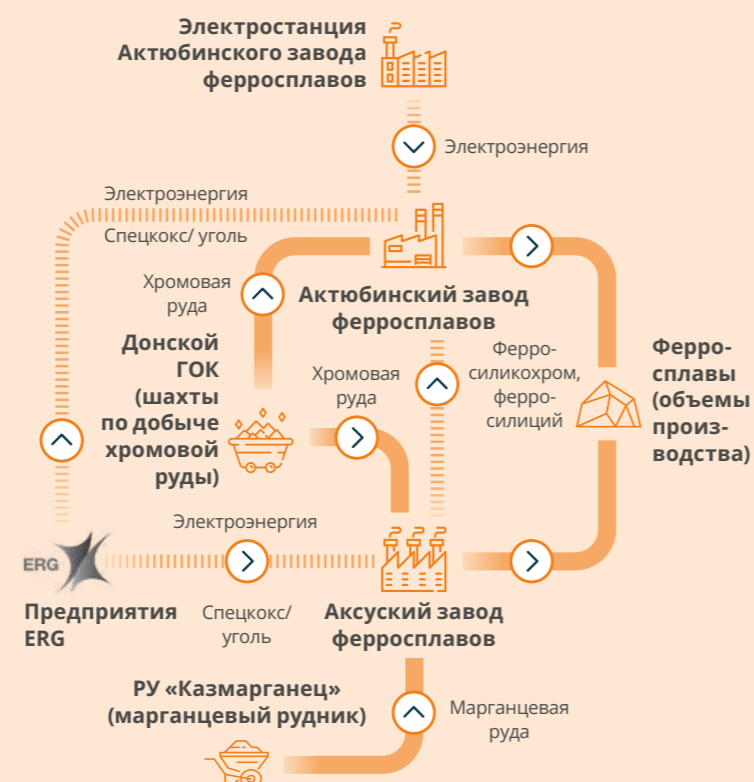 Электростанция
Актюбинского завода
ферросплавов
Электроэнергия
Электроэнергия
Спецкокс/ уголь
Хромовая
руда
Актюбинский завод
ферросплавов
Донской
ГОК
(шахты
по добыче
хромовой
руды)
Хромовая
руда
Ферро-
силикохром,
ферро-
силиций
Ферро-
сплавы
(объемы
произ-
водства)
Электроэнергия
ERG
Предприятия
ERG
Спецкокс/
уголь
Аксуский завод
ферросплавов
РУ «Казмарганец»
(марганцевый рудник)
Марганцевая
руда